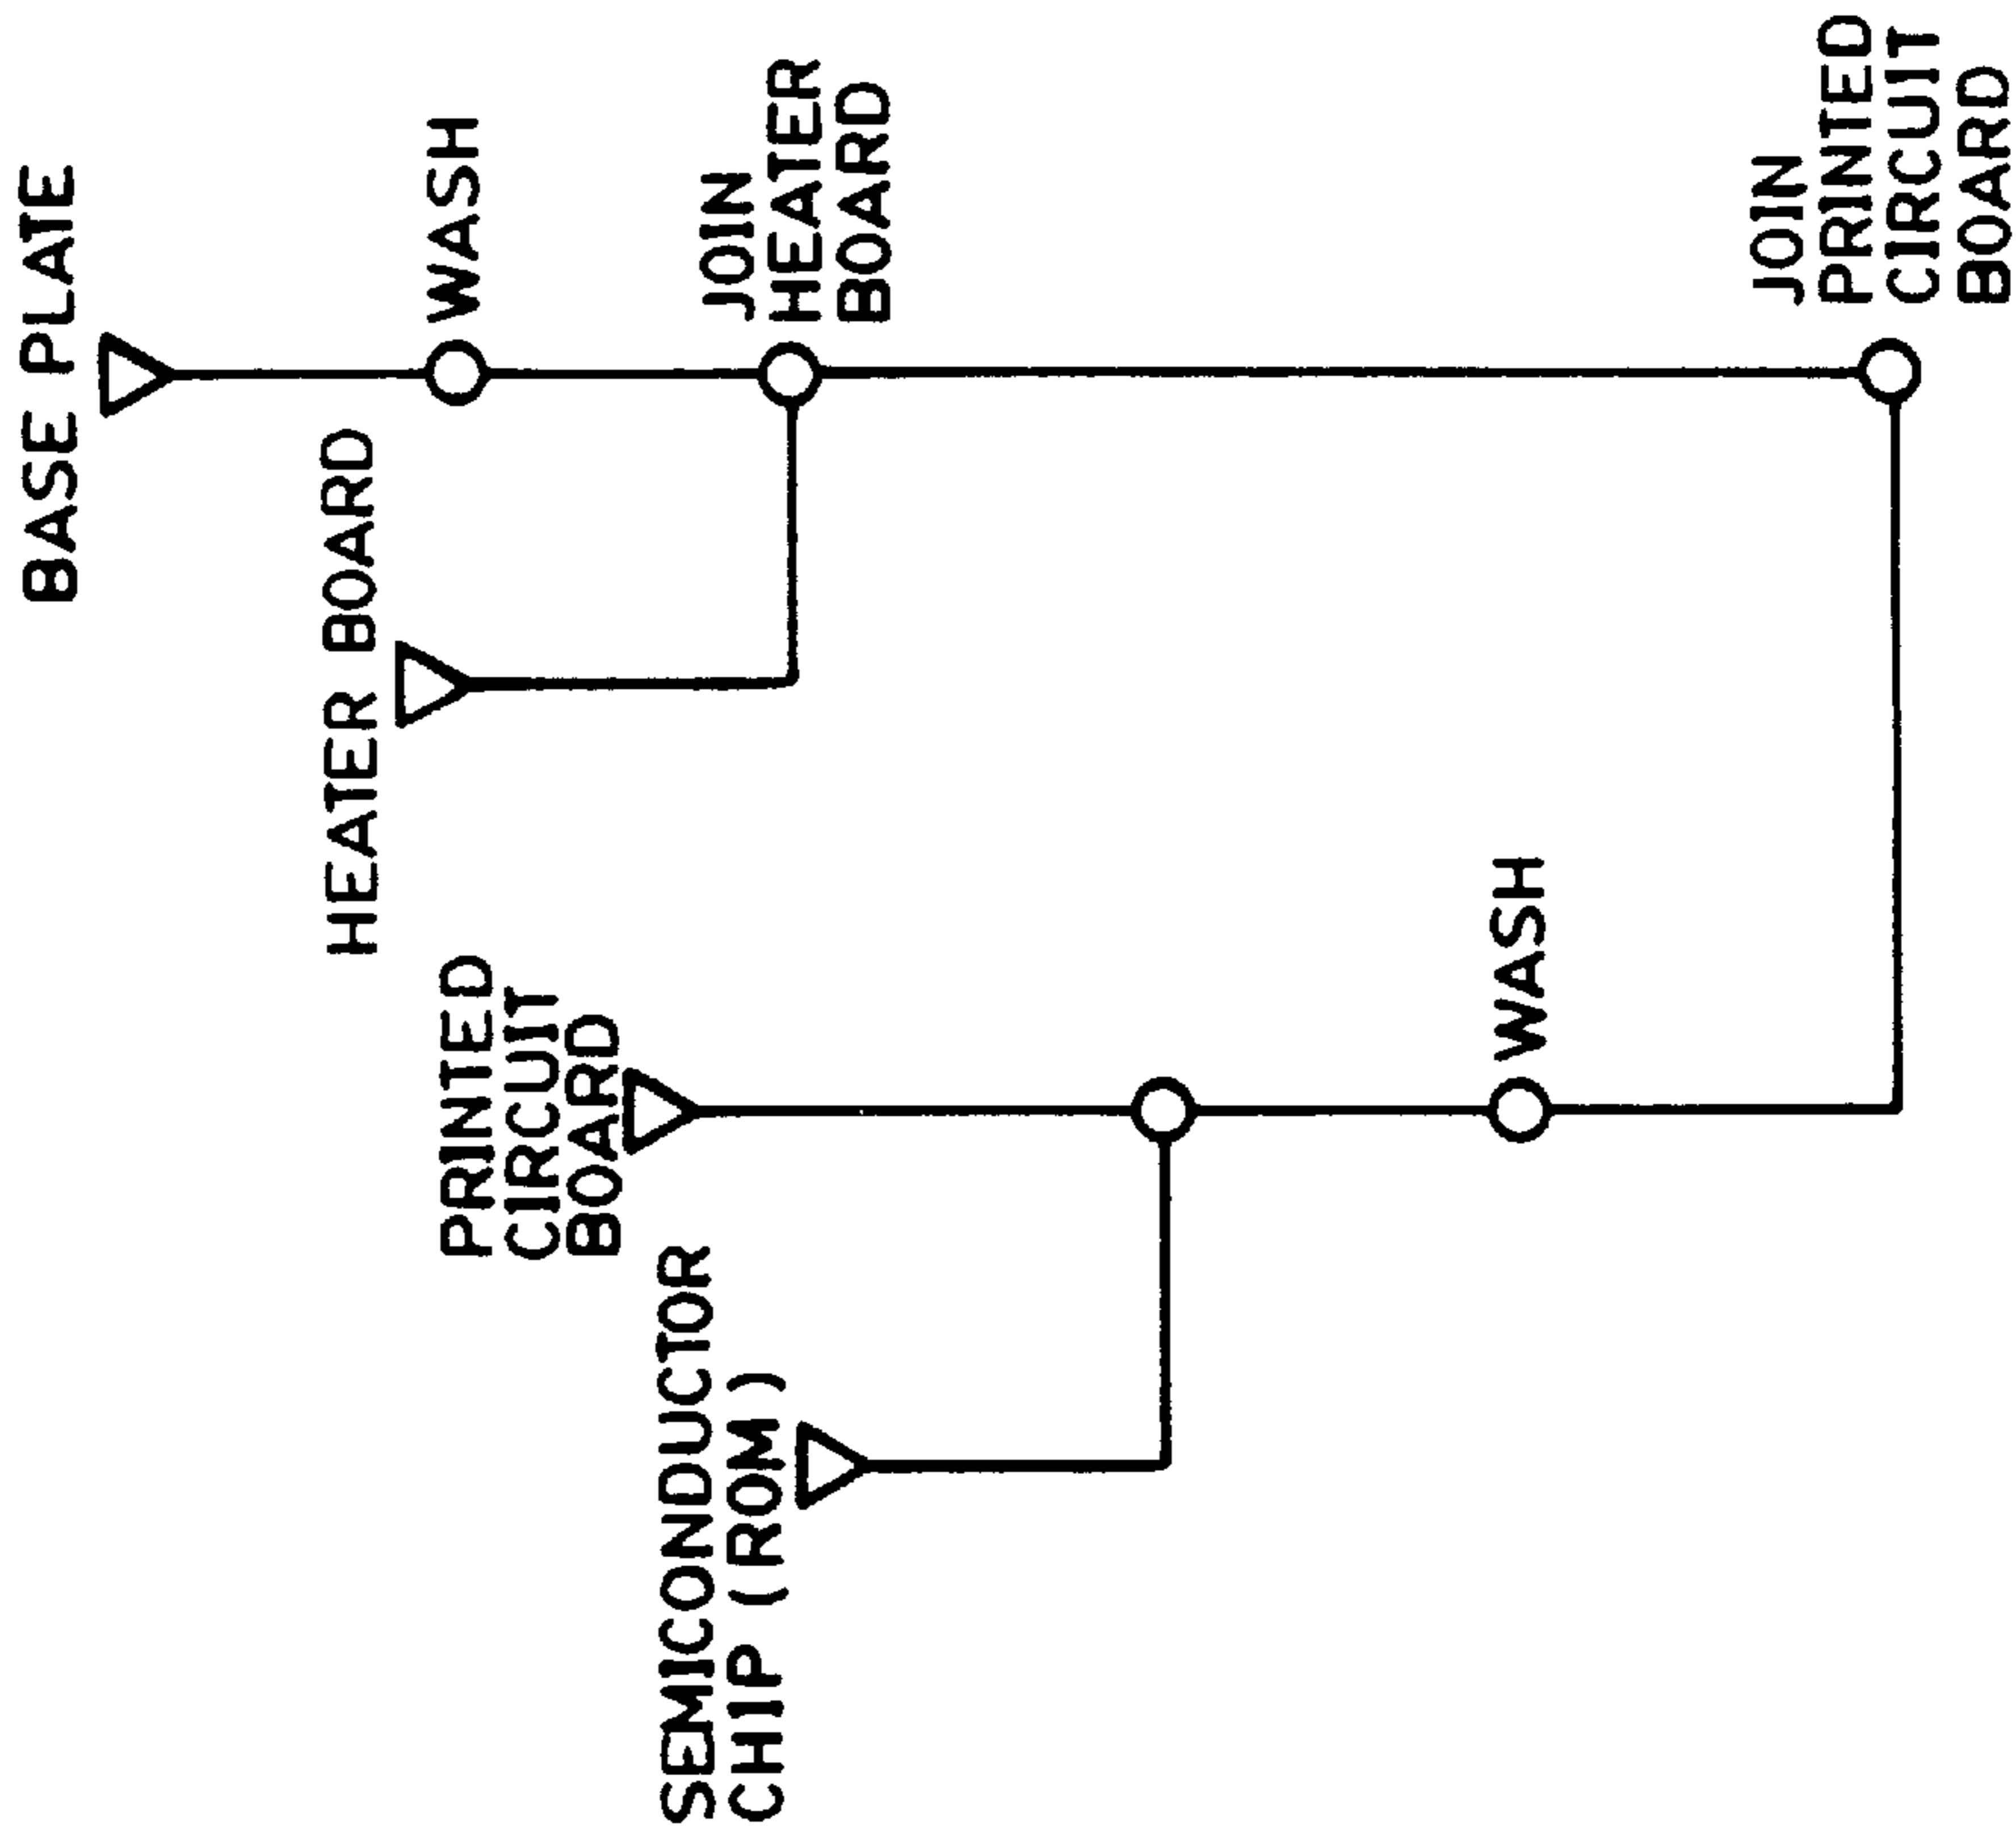 BASE PLATE
WASH
JOIN
HEATER
BOARD
HEATER BOARD
PRINTED
CIRCUIT
BOARD
SEMICONDUCTOR
CHIP (ROM)
WASH
JOIN
PRINTED
CIRCUIT
BOARD